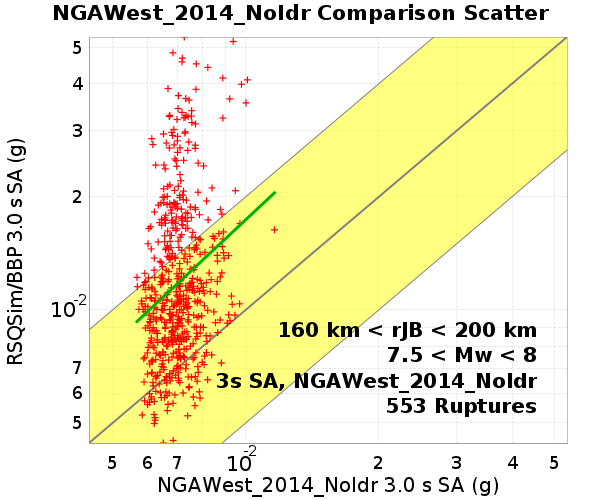 NGAWest_2014_NoIdr Comparison Scatter
RSQSim/BBP 3.0 s SA (g)
5
4
3
2
10-2
7
6
5
160 km < rJB < 200 km
7.5 < Mw < 8
3s SA, NGAWest_2014_NoIdr
553 Ruptures
5 6 7 10-2 2 3 4 5
NGAWest_2014_NoIdr 3.0 s SA (g)